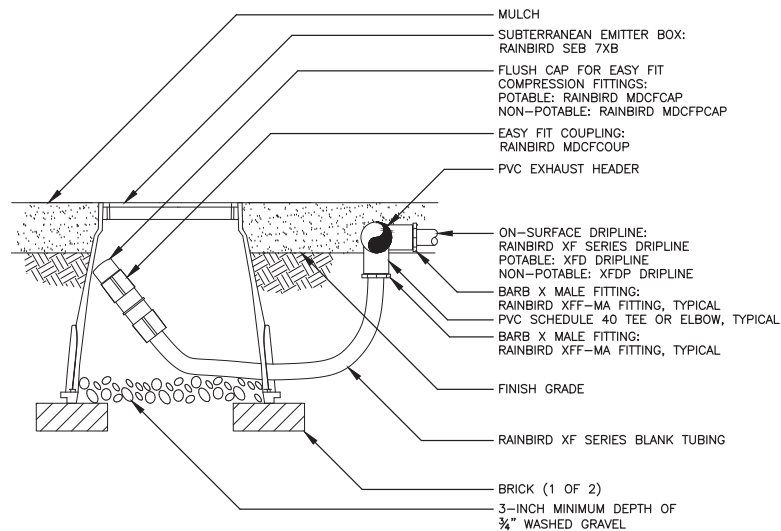 MULCH
SUBTERRANEAN EMITTER BOX:
RAINBIRD SEB 7XB
FLUSH CAP FOR EASY FIT
COMPRESSION FITTINGS:
POTABLE: RAINBIRD MDCFCAP
NON-POTABLE: RAINBIRD MDCFPCAP
EASY FIT COUPLING:
RAINBIRD MDCFCOUP
PVC EXHAUST HEADER
ON-SURFACE DRIPLINE:
RAINBIRD XF SERIES DRIPLINE
POTABLE: XFD DRIPLINE
NON-POTABLE: XFDP DRIPLINE
BARB X MALE FITTING:
RAINBIRD XFF-MA FITTING, TYPICAL
PVC SCHEDULE 40 TEE OR ELBOW, TYPICAL
BARB X MALE FITTING:
RAINBIRD XFF-MA FITTING, TYPICAL
FINISH GRADE
RAINBIRD XF SERIES BLANK TUBING
BRICK (1 OF 2)
3-INCH MINIMUM DEPTH OF
¾" WASHED GRAVEL